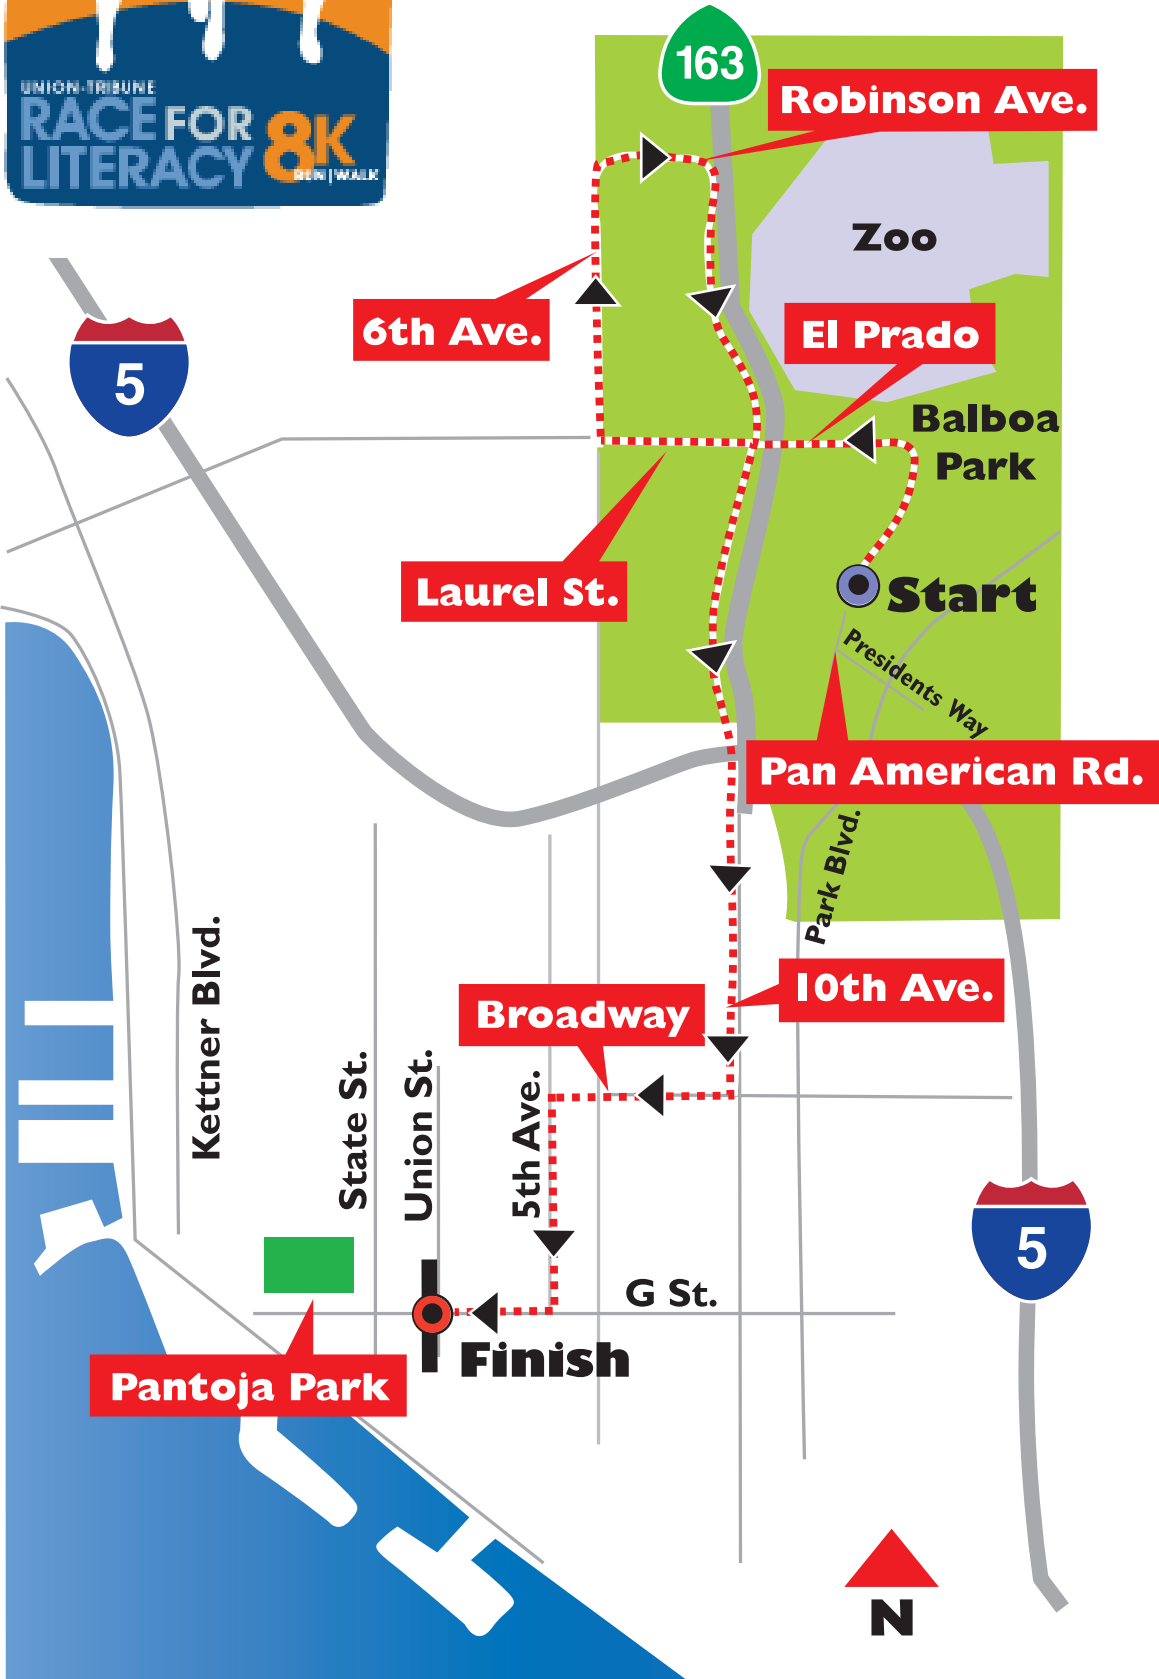 UNION-TRIBUNE
RACE FOR
LITERACY 8K
RUN|WALK
163
Robinson Ave.
Zoo
6th Ave.
El Prado
5
Balboa
Park
Laurel St.
Start
Presidents Way
Pan American Rd.
Park Blvd.
Kettner Blvd.
10th Ave.
Broadway
State St.
Union St.
5th Ave.
5
G St.
Finish
Pantoja Park
N